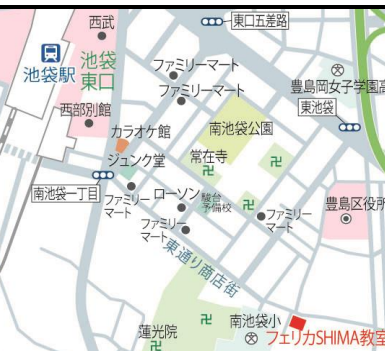 西武
東口五差路
池袋駅
池袋
東口
ファミリーマート
ファミリーマート
豊島岡女子学園高
東池袋
西部別館
カラオケ館
南池袋公園
ジュンク堂
常在寺
南池袋一丁目
ファミリー
マート
ローソン
駿台
予備校
ファミリー
マート
ファミリー
マート
豊島区役所
東通り商店街
蓮光院
南池袋小
フェリカSHIMA教室